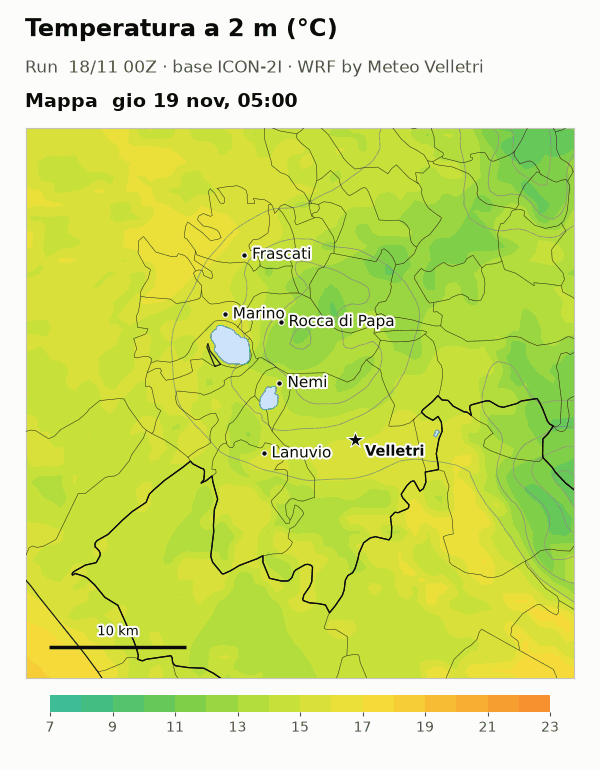 Temperatura a 2 m (°C)
Run  18/11 00Z · base ICON-2I · WRF by Meteo Velletri
Mappa  gio 19 nov, 05:00
Frascati
Marino
Rocca di Papa
Nemi
Velletri
Lanuvio
10 km
7 9 11 13 15 17 19 21 23